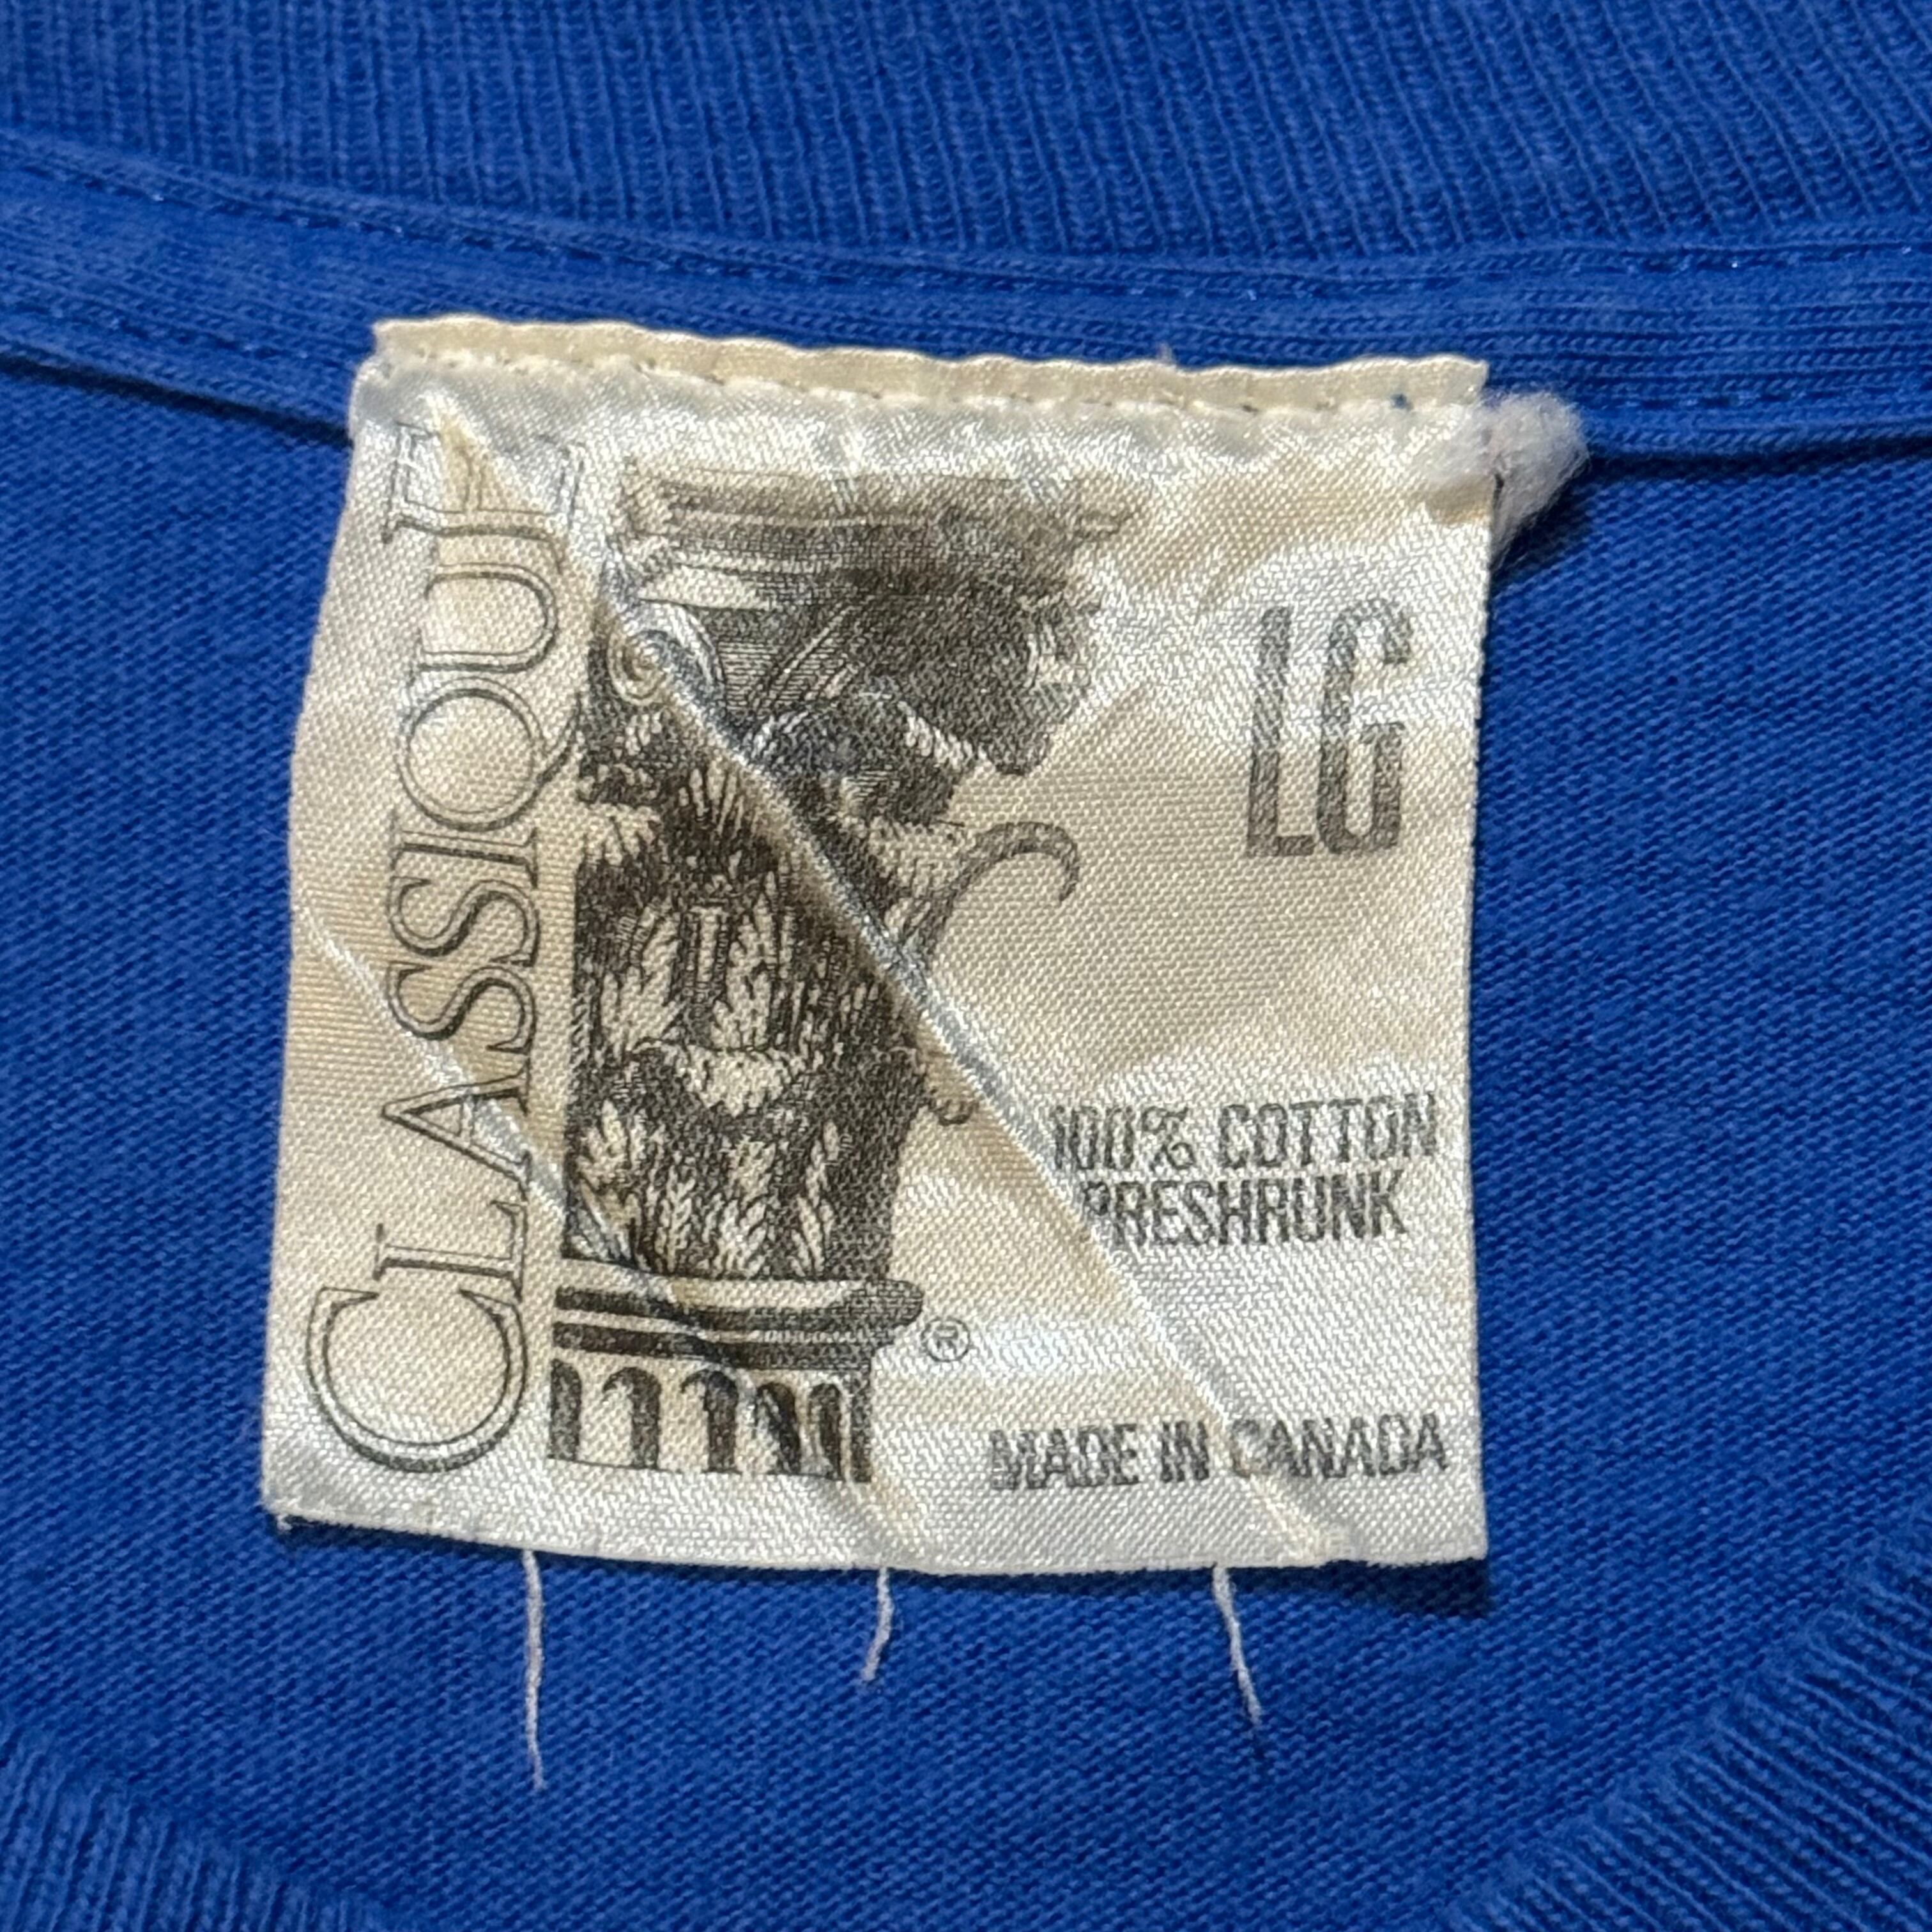 CLASSIQUE
LG
100% COTTON
PRESHRUNK
®
MADE IN CANADA